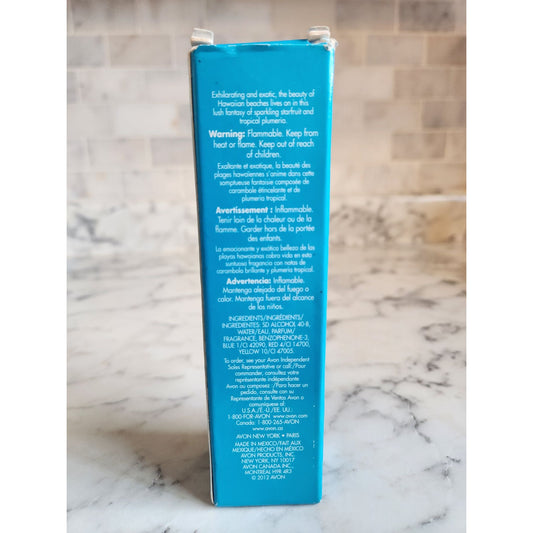 Exhilarating and exotic, the beauty of
Hawaiian beaches lives on in this
lush fantasy of sparkling starfruit and
tropical plumeria.
Warning: Flammable. Keep from
heat or flame. Keep out of reach
of children.
Exaltante et exotique, la beauté des
plages hawaïennes s'anime dans cette
somptueuse fantaisie composée de
carambole étincelante et de
plumeria tropical.
Avertissement : Inflammable.
Tenir loin de la chaleur ou de la
flamme. Garder hors de la portée
des enfants.
La emocionante y exótica belleza de las
playas hawaianas cobra vida en esta
suntuosa fragancia con notas de
carambola brillante y plumeria tropical.
Advertencia: Inflamable.
Mantenga alejado del fuego o
calor. Mantenga fuera del alcance
de los niños.
INGREDIENTS/INGRÉDIENTS/
INGREDIENTES: SD ALCOHOL 40-B,
WATER/EAU, PARFUM/
FRAGRANCE, BENZOPHENONE-3,
BLUE 1/CI 42090, RED 4/CI 14700,
YELLOW 10/CI 47005.
To order, see your Avon Independent
Sales Representative or call:/Pour
commander, consultez votre
représentante indépendante
Avon ou composez :/Para hacer un
pedido, consulte con su
Representante de Ventas Avon o
comuníquese al:
U.S.A./É.-U./EE. UU.:
1-800-FOR-AVON. www.avon.com
Canada: 1-800-265-AVON
www.avon.ca
AVON NEW YORK • PARIS
MADE IN MEXICO/FAIT AUX
MEXIQUE/HECHO EN MÉXICO
AVON PRODUCTS, INC.
NEW YORK, NY 10017
AVON CANADA INC.,
MONTRÉAL H9R 4R3
© 2012 AVON